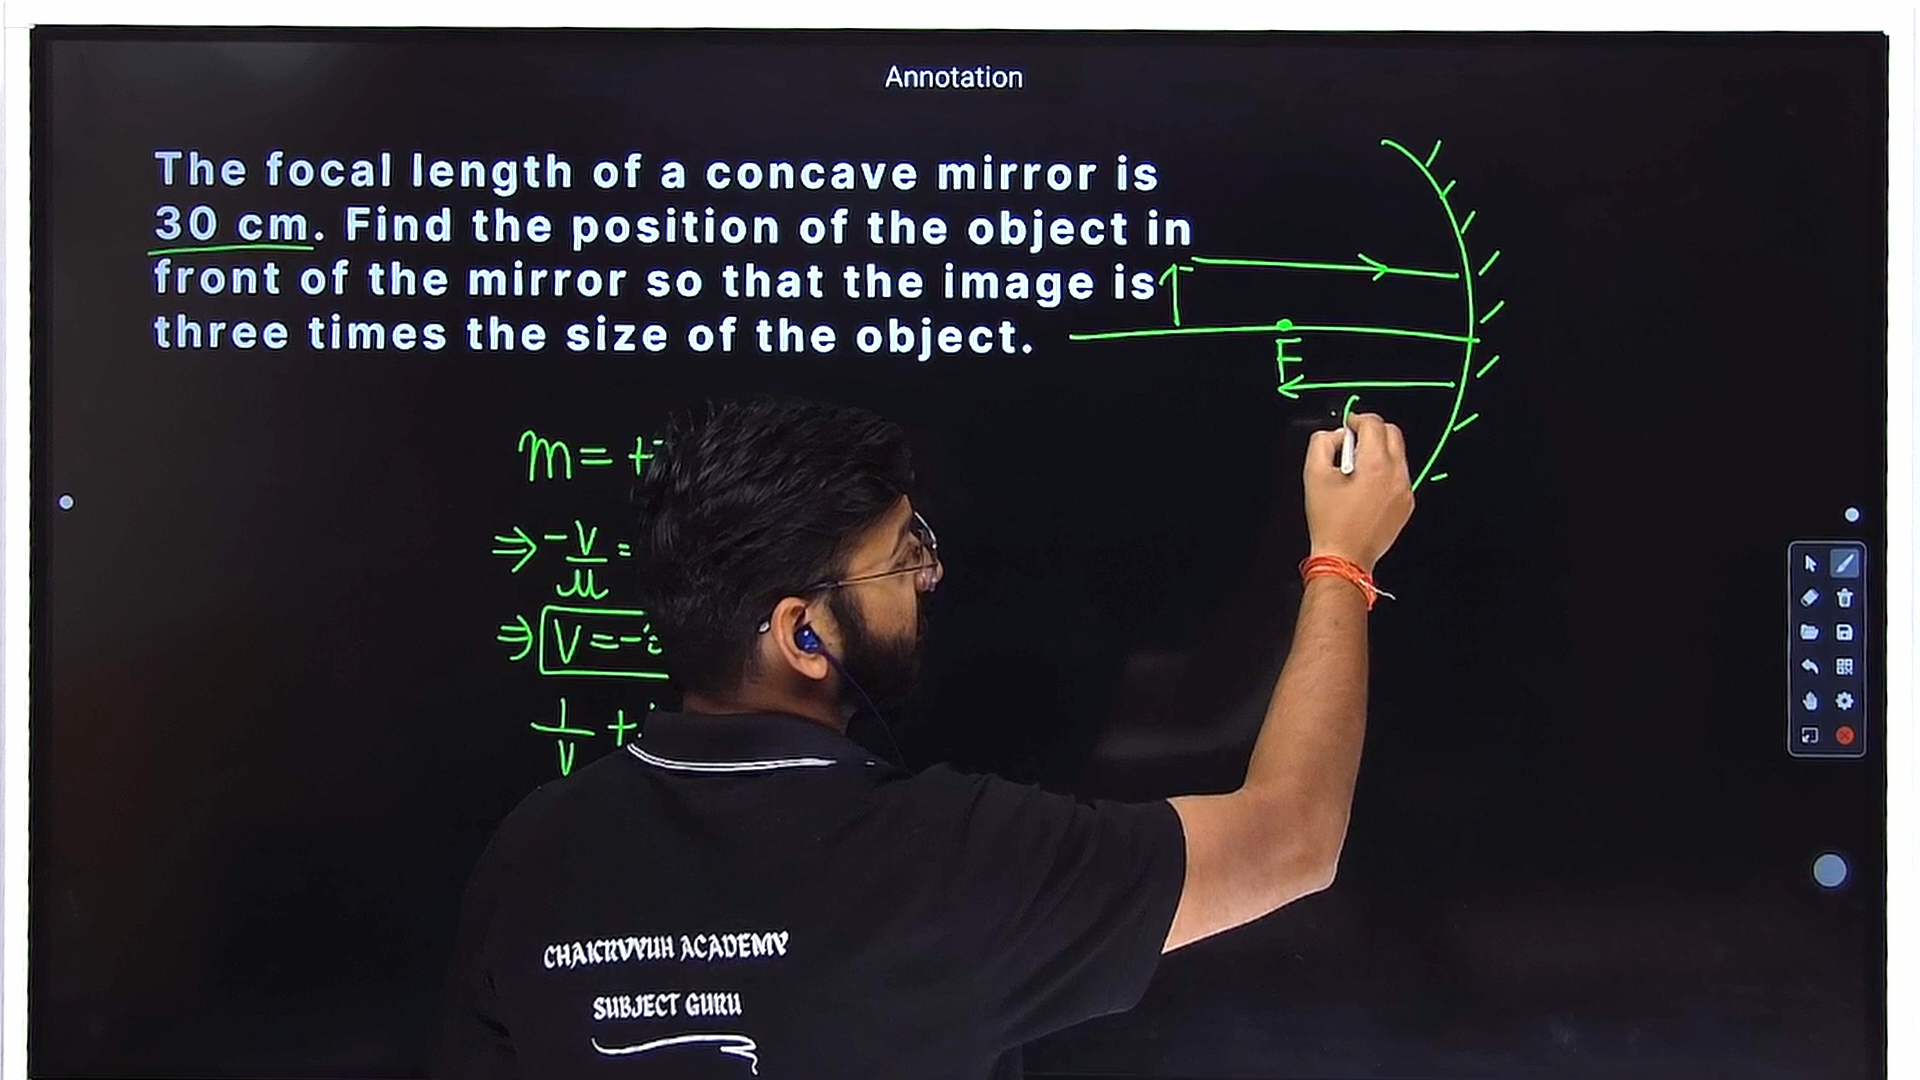 Annotation
The focal length of a concave mirror is
30 cm. Find the position of the object in
front of the mirror so that the image is
three times the size of the object.
F
m = +
⇒ -v/u =
⇒ V = -
1/v +
CHAKRVYUH ACADEMY
SUBJECT GURU